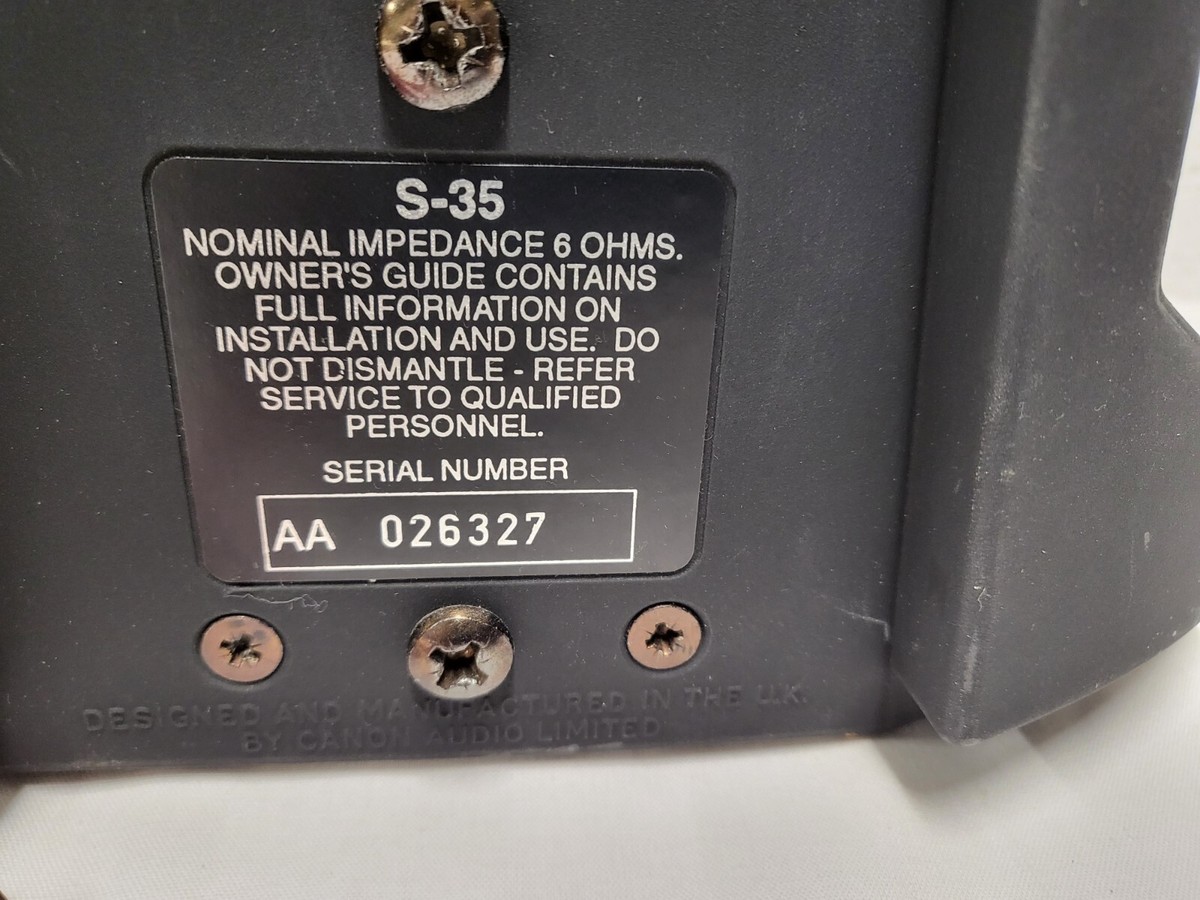 S-35
NOMINAL IMPEDANCE 6 OHMS.
OWNER'S GUIDE CONTAINS
FULL INFORMATION ON
INSTALLATION AND USE. DO
NOT DISMANTLE - REFER
SERVICE TO QUALIFIED
PERSONNEL.
SERIAL NUMBER
AA 026327
DESIGNED AND MANUFACTURED IN THE U.K.
BY CANON AUDIO LIMITED